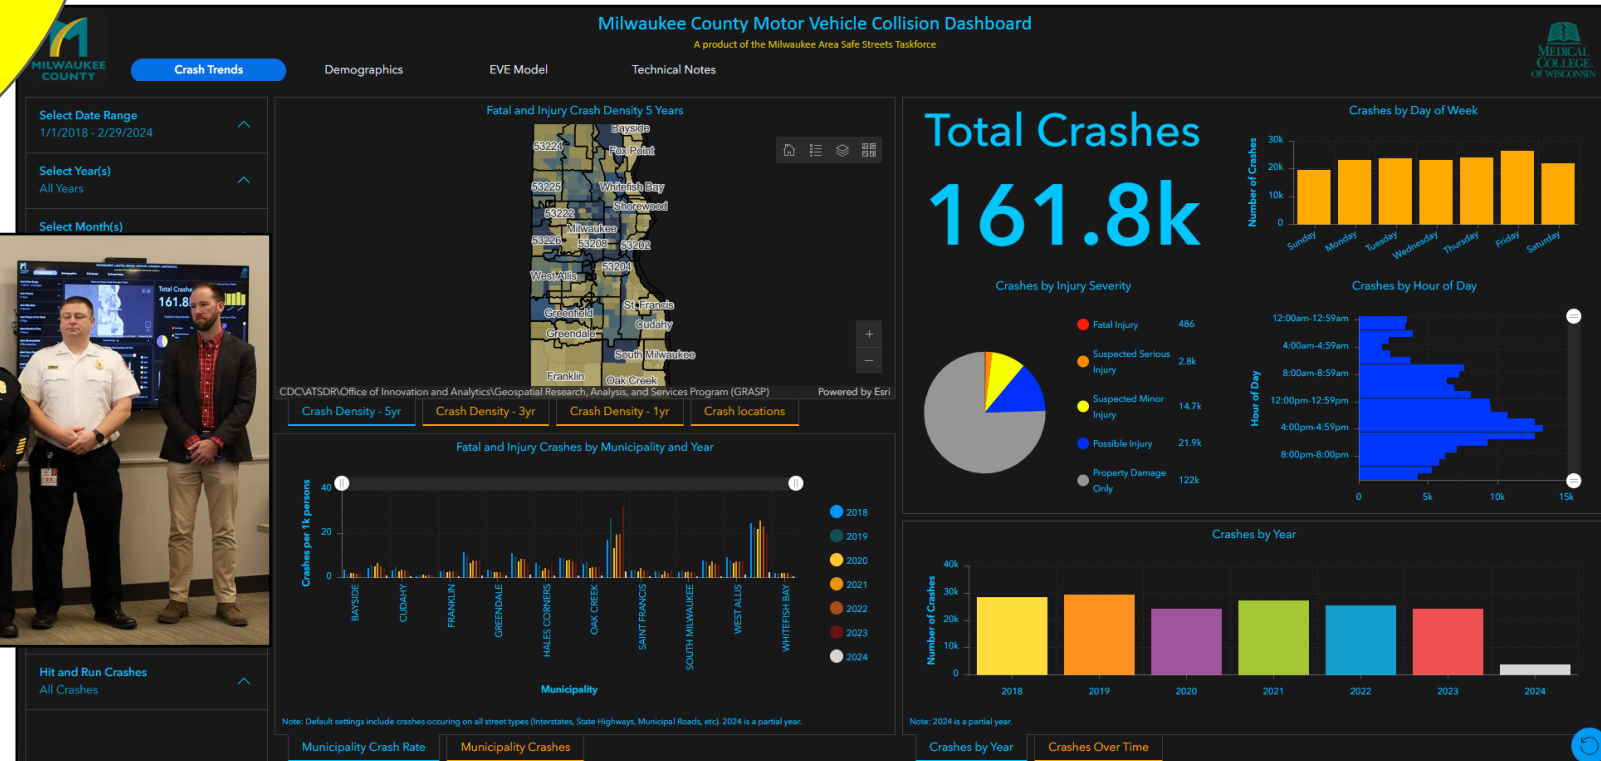 MILWAUKEE
COUNTY
Milwaukee County Motor Vehicle Collision Dashboard
A product of the Milwaukee Area Safe Streets Taskforce
MEDICAL
COLLEGE
OF WISCONSIN
Crash Trends
Demographics
EVE Model
Technical Notes
Select Date Range
1/1/2018 - 2/29/2024
Select Year(s)
All Years
Select Month(s)
Hit and Run Crashes
All Crashes
Fatal and Injury Crash Density 5 Years
Bayside
53224
Fox Point
53225
Whitefish Bay
Shorewood
53222
Milwaukee
53226
53208
53202
West Allis
53204
St. Francis
Greenfield
Cudahy
Greendale
South Milwaukee
Franklin
Oak Creek
+
−
CDC\ATSDR\Office of Innovation and Analytics\Geospatial Research, Analysis, and Services Program (GRASP)
Powered by Esri
Crash Density - 5yr
Crash Density - 3yr
Crash Density - 1yr
Crash locations
Fatal and Injury Crashes by Municipality and Year
Crashes per 1k persons
40
20
0
BAYSIDE
CUDAHY
FRANKLIN
GREENDALE
HALES CORNERS
OAK CREEK
SAINT FRANCIS
SOUTH MILWAUKEE
WEST ALLIS
WHITEFISH BAY
Municipality
2018
2019
2020
2021
2022
2023
2024
Note: Default settings include crashes occuring on all street types (Interstates, State Highways, Municipal Roads, etc). 2024 is a partial year.
Municipality Crash Rate
Municipality Crashes
Total Crashes
161.8k
Crashes by Day of Week
Number of Crashes
30k
20k
10k
0
Sunday
Monday
Tuesday
Wednesday
Thursday
Friday
Saturday
Crashes by Injury Severity
Fatal Injury 486
Suspected Serious
Injury 2.8k
Suspected Minor
Injury 14.7k
Possible Injury 21.9k
Property Damage
Only 122k
Crashes by Hour of Day
Hour of Day
12:00am-12:59am
4:00am-4:59am
8:00am-8:59am
12:00pm-12:59pm
4:00pm-4:59pm
8:00pm-8:00pm
0
5k
10k
15k
Crashes by Year
Number of Crashes
40k
30k
20k
10k
0
2018
2019
2020
2021
2022
2023
2024
Note: 2024 is a partial year.
Crashes by Year
Crashes Over Time
Total Crashe
161.8